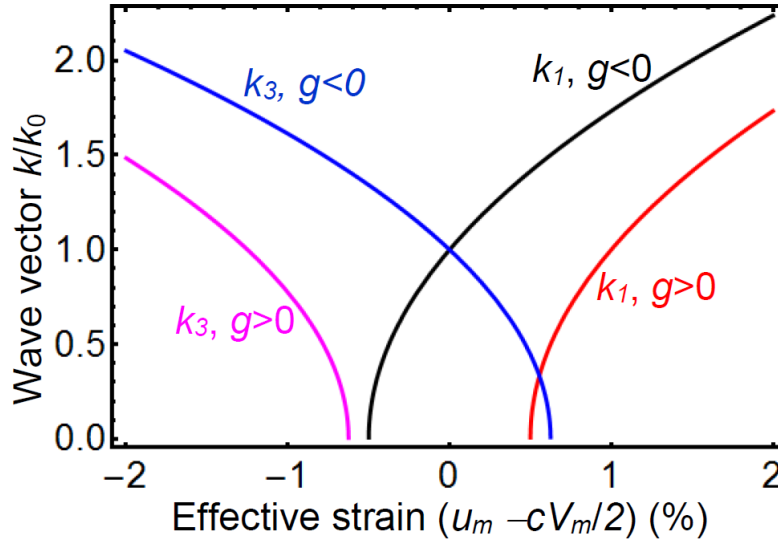 k₃, g<0
k₁, g<0
k₃, g>0
k₁, g>0
Wave vector k/k₀
2.0
1.5
1.0
0.5
0.0
−2
−1
0
1
2
Effective strain (uₘ −cVₘ/2) (%)